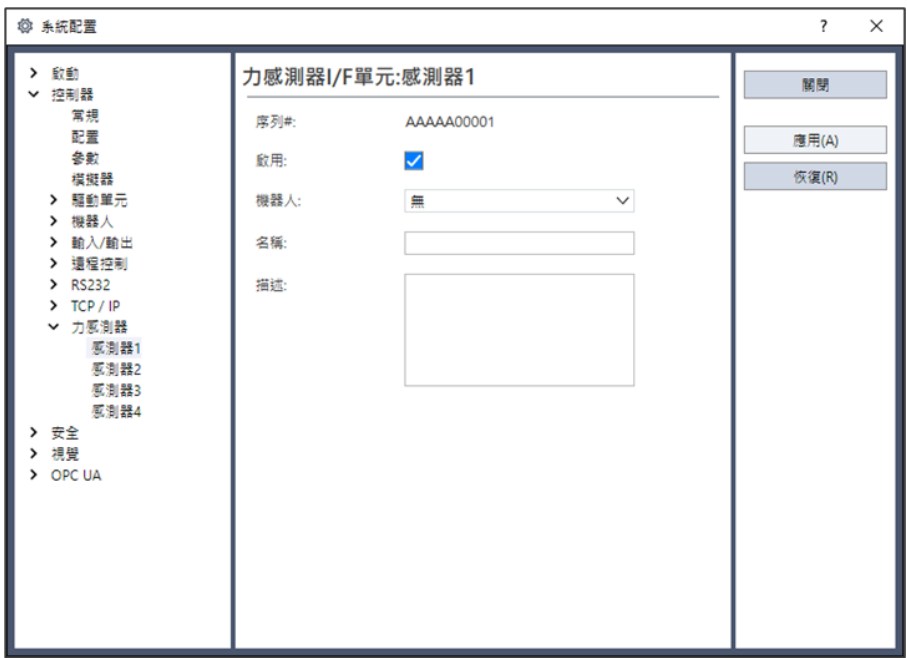 系統配置
?
啟動
控制器
常規
配置
參數
模擬器
驅動單元
機器人
輸入/輸出
遠程控制
RS232
TCP / IP
力感測器
感測器1
感測器2
感測器3
感測器4
安全
視覺
OPC UA
力感測器I/F單元:感測器1
序列#: AAAAA00001
啟用:
機器人: 無
名稱:
描述:
關閉
應用(A)
恢復(R)